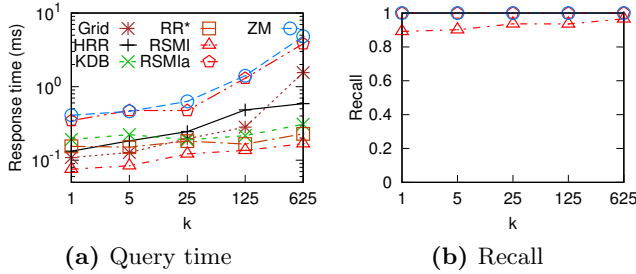 Response time (ms)
10¹
10⁰
10⁻¹
Grid
HRR
KDB
RR*
RSMI
RSMIa
ZM
1 5 25 125 625
k
(a) Query time
Recall
1
0.8
0.6
0.4
0.2
0
1 5 25 125 625
k
(b) Recall